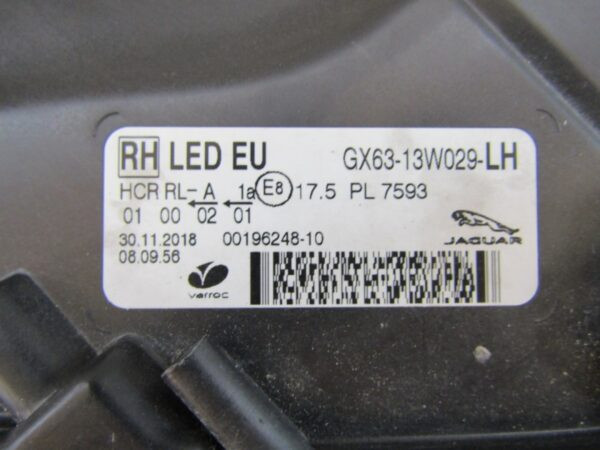 RH LED EU GX63-13W029-LH
HCR RL- A 1a E8 17.5 PL 7593
01 00 02 01
JAGUAR
30.11.2018 00196248-10
08.09.56
varroc